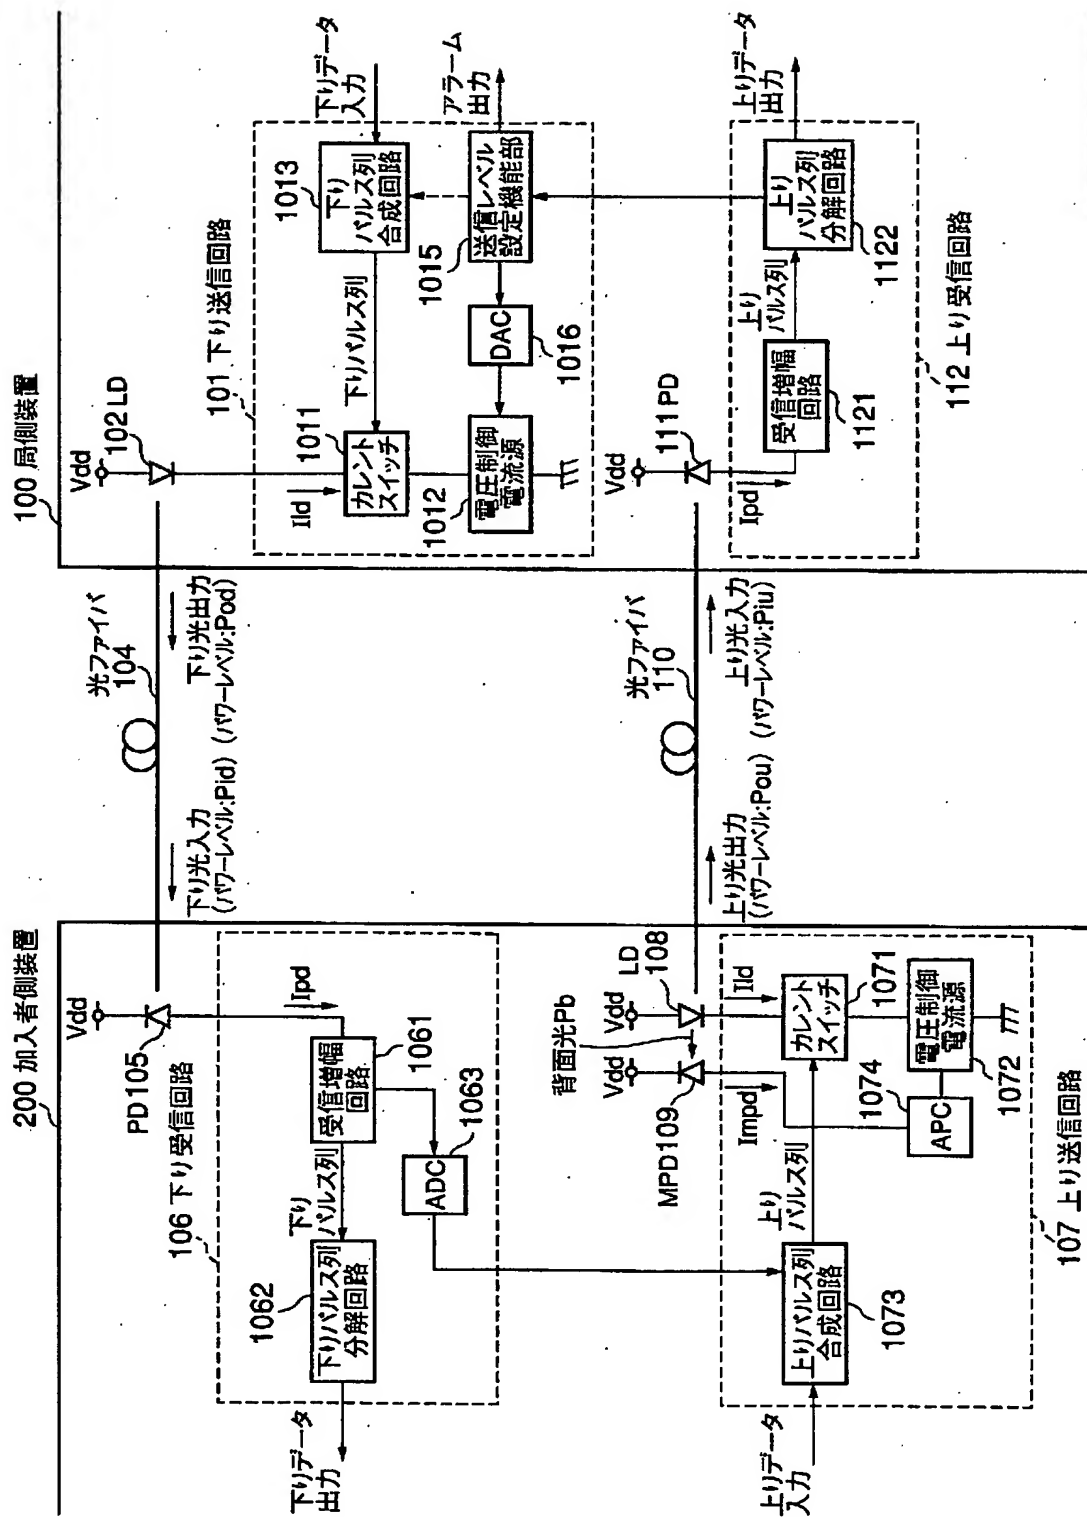 200 加入者側装置
100 局側装置
106 下り受信回路
PD105
Vdd
Ipd
受信増幅
回路
1061
下り
パルス列
ADC
1063
1062
下りパルス列
分解回路
下りデータ
出力
光ファイバ
104
下り光入力
(パワーレベル:Pid)
下り光出力
(パワーレベル:Pod)
Vdd
102 LD
101 下り送信回路
Ild
1011
カレント
スイッチ
下りパルス列
1013
下り
パルス列
合成回路
下りデータ
入力
1012
電圧制御
電流源
DAC
1016
1015
送信レベル
設定機能部
アラーム
出力
背面光Pb
Vdd
Vdd
LD
108
MPD109
Impd
Ild
カレント
スイッチ
1071
上り
パルス列
上りパルス列
合成回路
1073
上りデータ
入力
1074
APC
電圧制御
電流源
1072
107 上り送信回路
光ファイバ
110
上り光出力
(パワーレベル:Pou)
上り光入力
(パワーレベル:Piu)
Vdd
111PD
Ipd
受信増幅
回路
1121
上り
パルス列
上り
パルス列
分解回路
1122
上りデータ
出力
112 上り受信回路